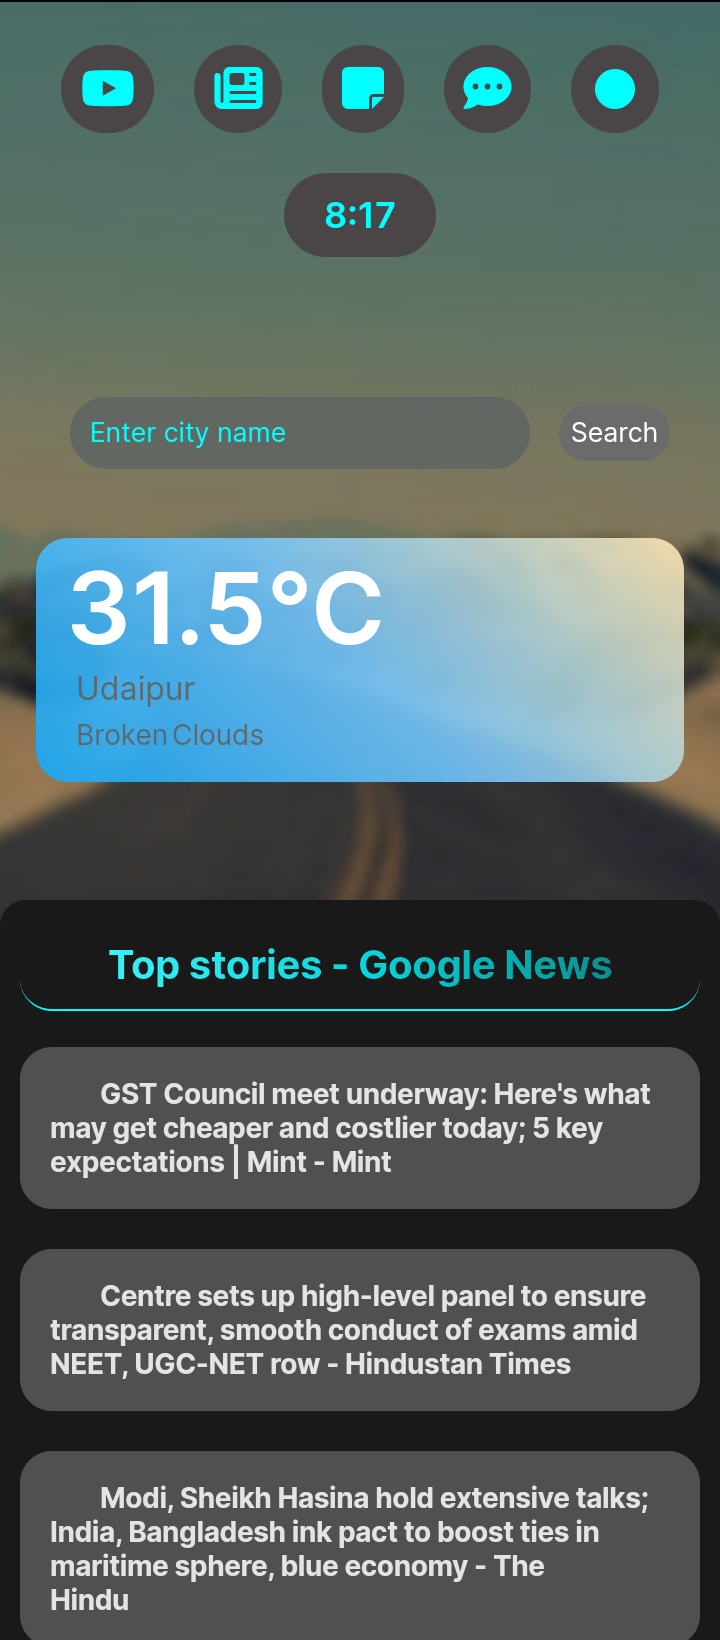 8:17
Enter city name
Search
31.5°C
Udaipur
Broken Clouds
Top stories - Google News
GST Council meet underway: Here's what
may get cheaper and costlier today; 5 key
expectations | Mint - Mint
Centre sets up high-level panel to ensure
transparent, smooth conduct of exams amid
NEET, UGC-NET row - Hindustan Times
Modi, Sheikh Hasina hold extensive talks;
India, Bangladesh ink pact to boost ties in
maritime sphere, blue economy - The
Hindu